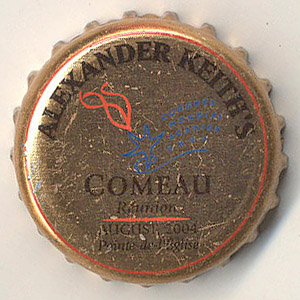 ALEXANDER KEITH'S
COMEAU
Réunion
AUGUST, 2004
Pointe-de-l'Église